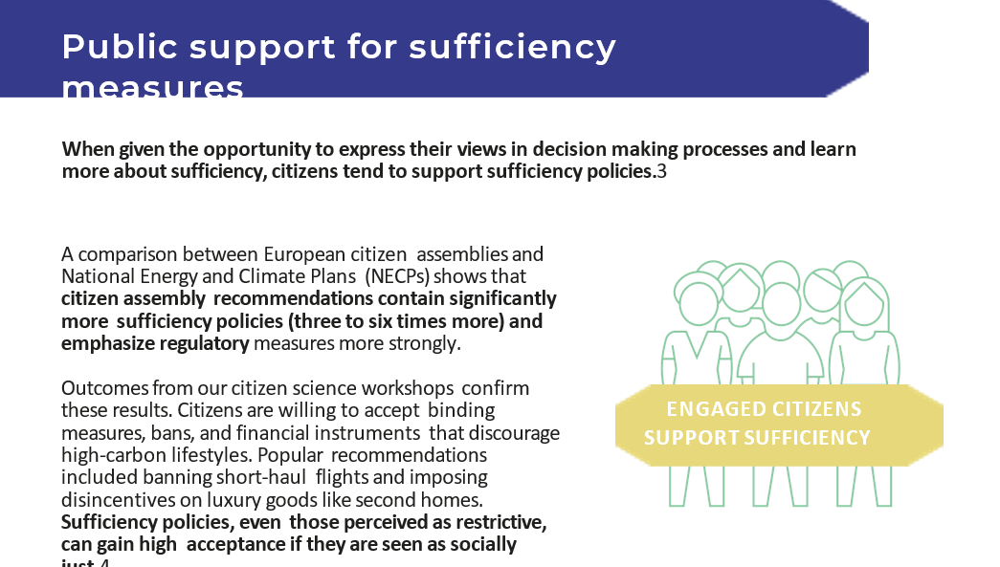 Public support for sufficiency
measures
When given the opportunity to express their views in decision making processes and learn
more about sufficiency, citizens tend to support sufficiency policies.3
A comparison between European citizen assemblies and
National Energy and Climate Plans (NECPs) shows that
citizen assembly recommendations contain significantly
more sufficiency policies (three to six times more) and
emphasize regulatory measures more strongly.
Outcomes from our citizen science workshops confirm
these results. Citizens are willing to accept binding
measures, bans, and financial instruments that discourage
high-carbon lifestyles. Popular recommendations
included banning short-haul flights and imposing
disincentives on luxury goods like second homes.
Sufficiency policies, even those perceived as restrictive,
can gain high acceptance if they are seen as socially
just.4
ENGAGED CITIZENS
SUPPORT SUFFICIENCY